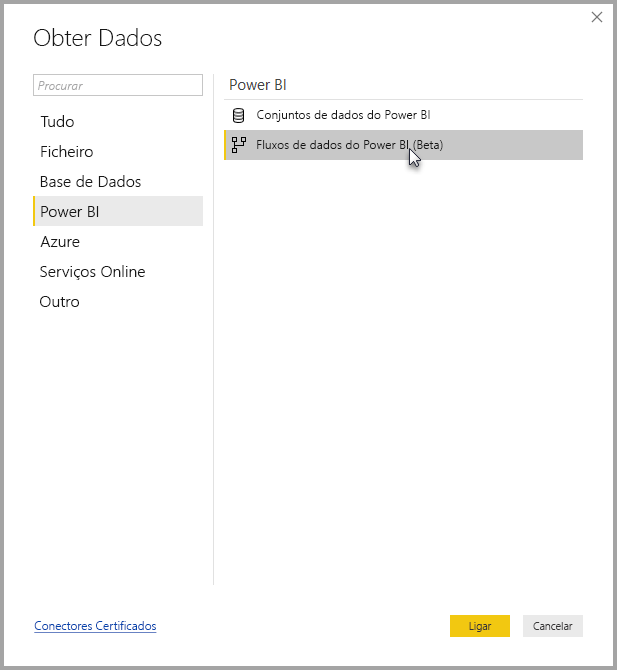 Obter Dados
Procurar
Tudo
Ficheiro
Base de Dados
Power BI
Azure
Serviços Online
Outro
Power BI
Conjuntos de dados do Power BI
Fluxos de dados do Power BI (Beta)
Conectores Certificados
Ligar
Cancelar